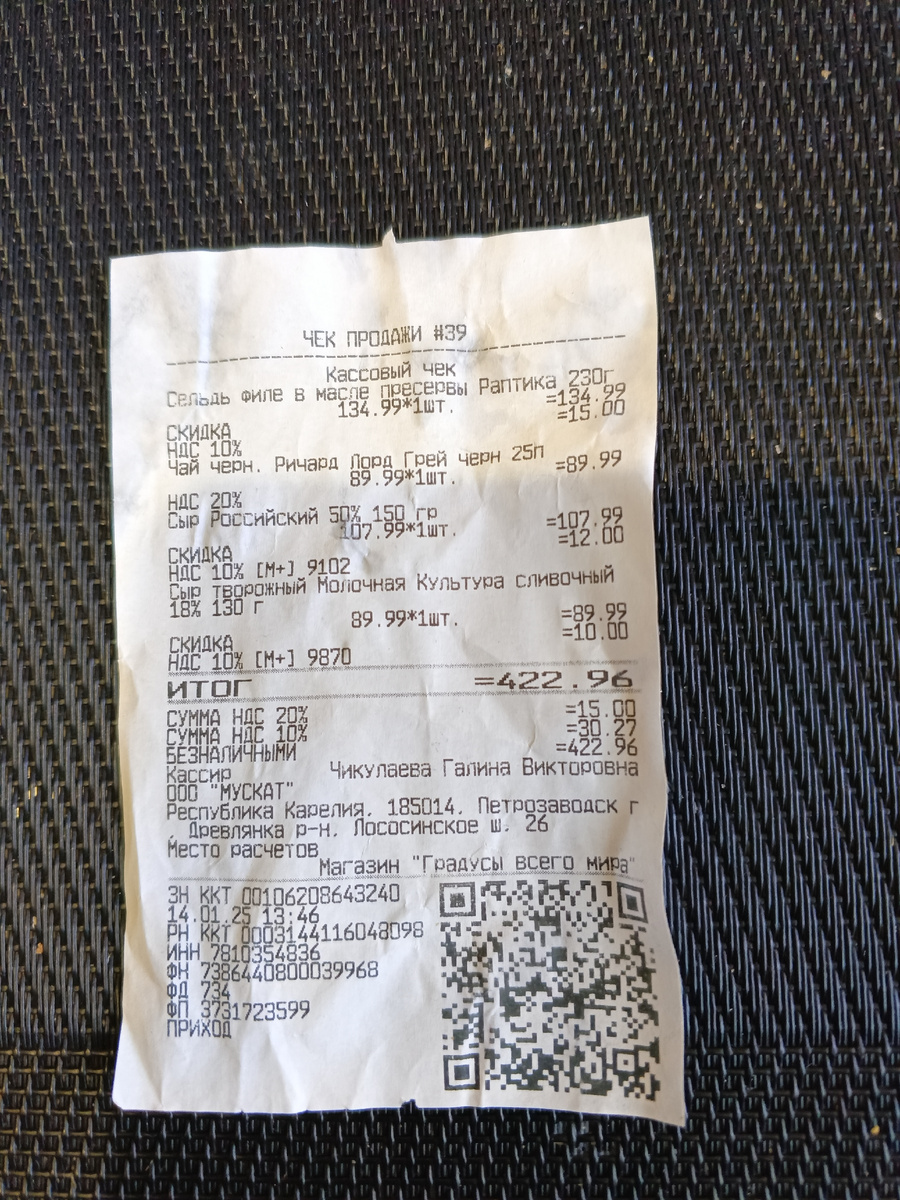 ЧЕК ПРОДАЖИ #39
Кассовый чек
Сельдь филе в масле пресервы Раптика 230г
134.99*1шт. =134.99
СКИДКА =15.00
НДС 10%
Чай черн. Ричард Лорд Грей черн 25п
89.99*1шт. =89.99
НДС 20%
Сыр Российский 50% 150 гр
107.99*1шт. =107.99
СКИДКА =12.00
НДС 10% [М+] 9102
Сыр творожный Молочная Культура сливочный
18% 130 г
89.99*1шт. =89.99
СКИДКА =10.00
НДС 10% [М+] 9870
ИТОГ =422.96
СУММА НДС 20% =15.00
СУММА НДС 10% =30.27
БЕЗНАЛИЧНЫМИ =422.96
Кассир Чикулаева Галина Викторовна
ООО "МУСКАТ"
Республика Карелия, 185014, Петрозаводск г
, Древлянка р-н, Лососинское ш, 26
Место расчетов
Магазин "Градусы всего мира"
ЗН ККТ 00106208643240
14.01.25 13:46
РН ККТ 0003144116048098
ИНН 7810354836
ФН 7386440800039968
ФД 734
ФП 3731723599
ПРИХОД